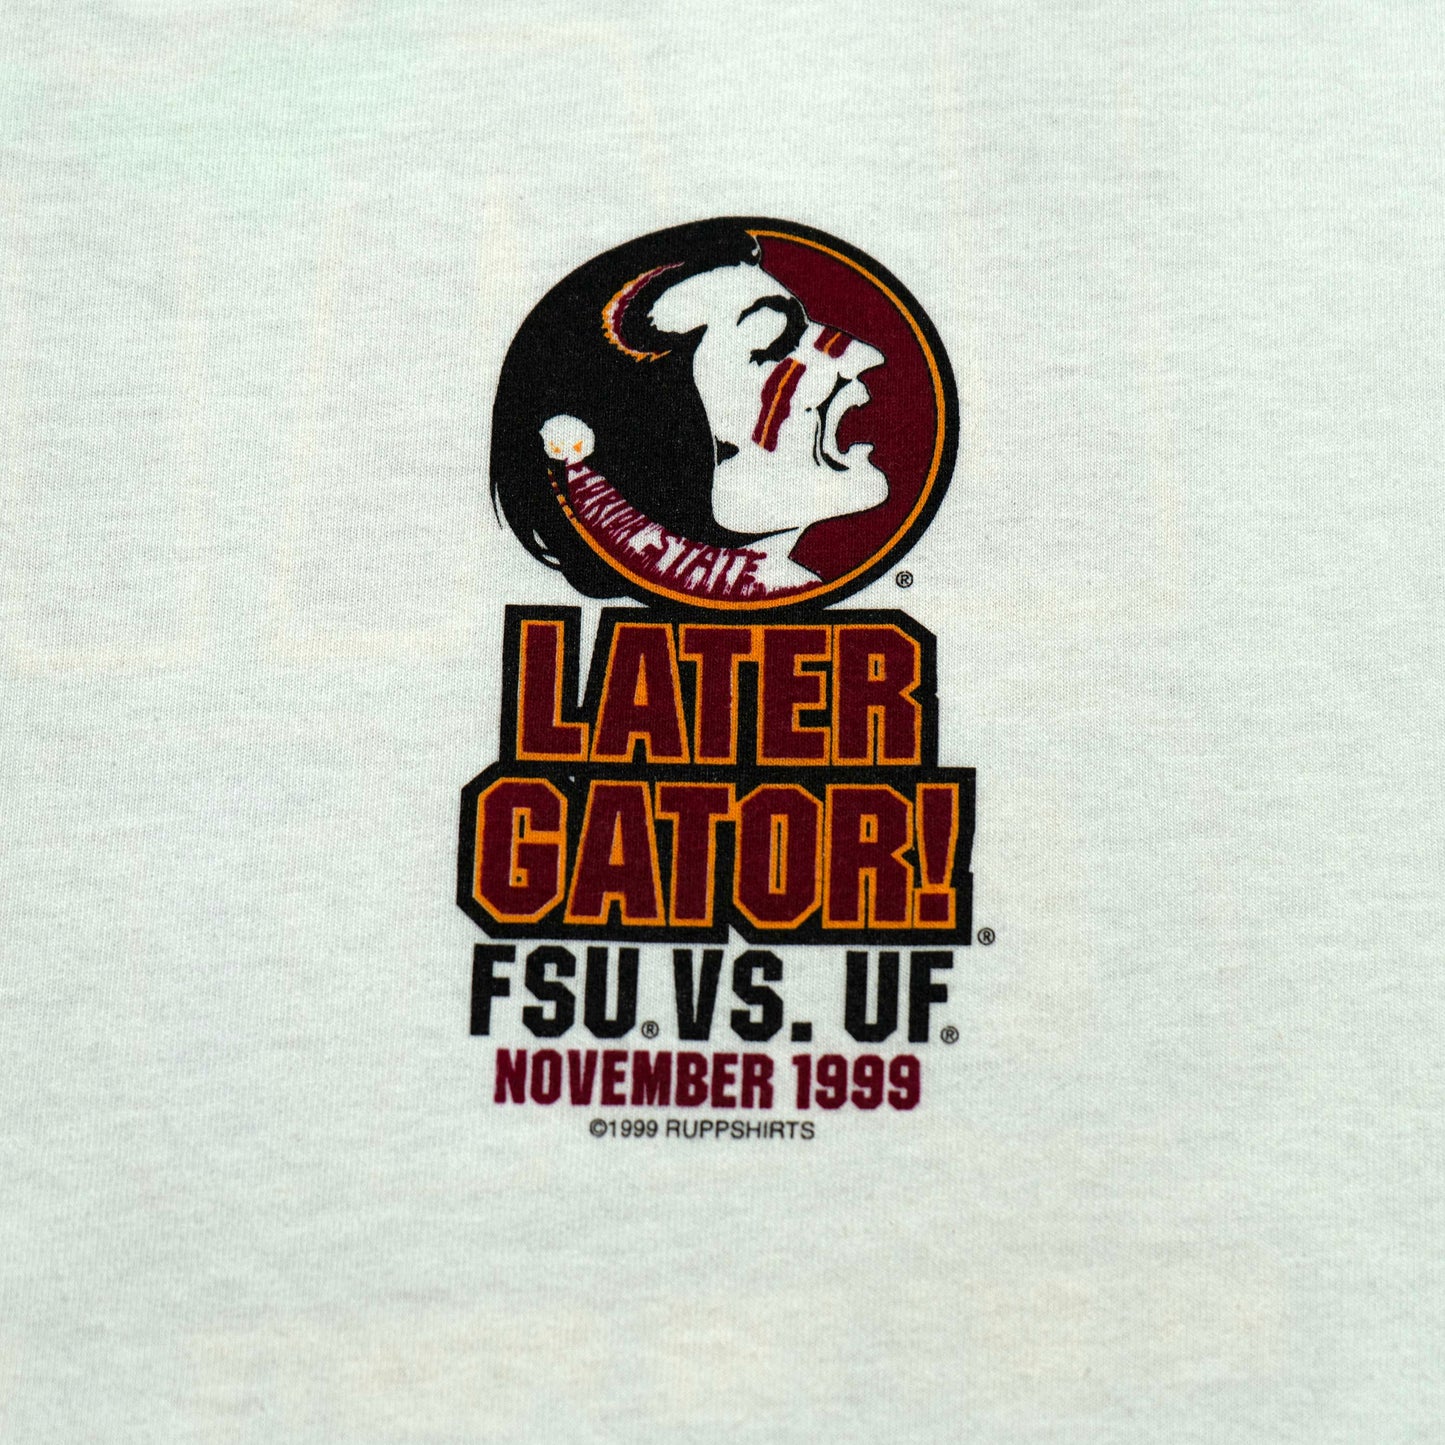 FLORIDA STATE
®
LATER
GATOR!
®
FSU® VS. UF®
NOVEMBER 1999
©1999 RUPPSHIRTS